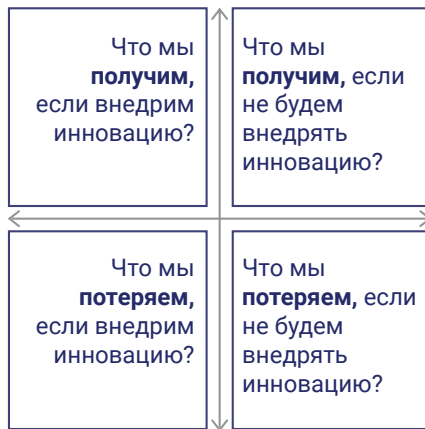 Что мы
получим,
если внедрим
инновацию?
Что мы
получим, если
не будем
внедрять
инновацию?
Что мы
потеряем,
если внедрим
инновацию?
Что мы
потеряем, если
не будем
внедрять
инновацию?